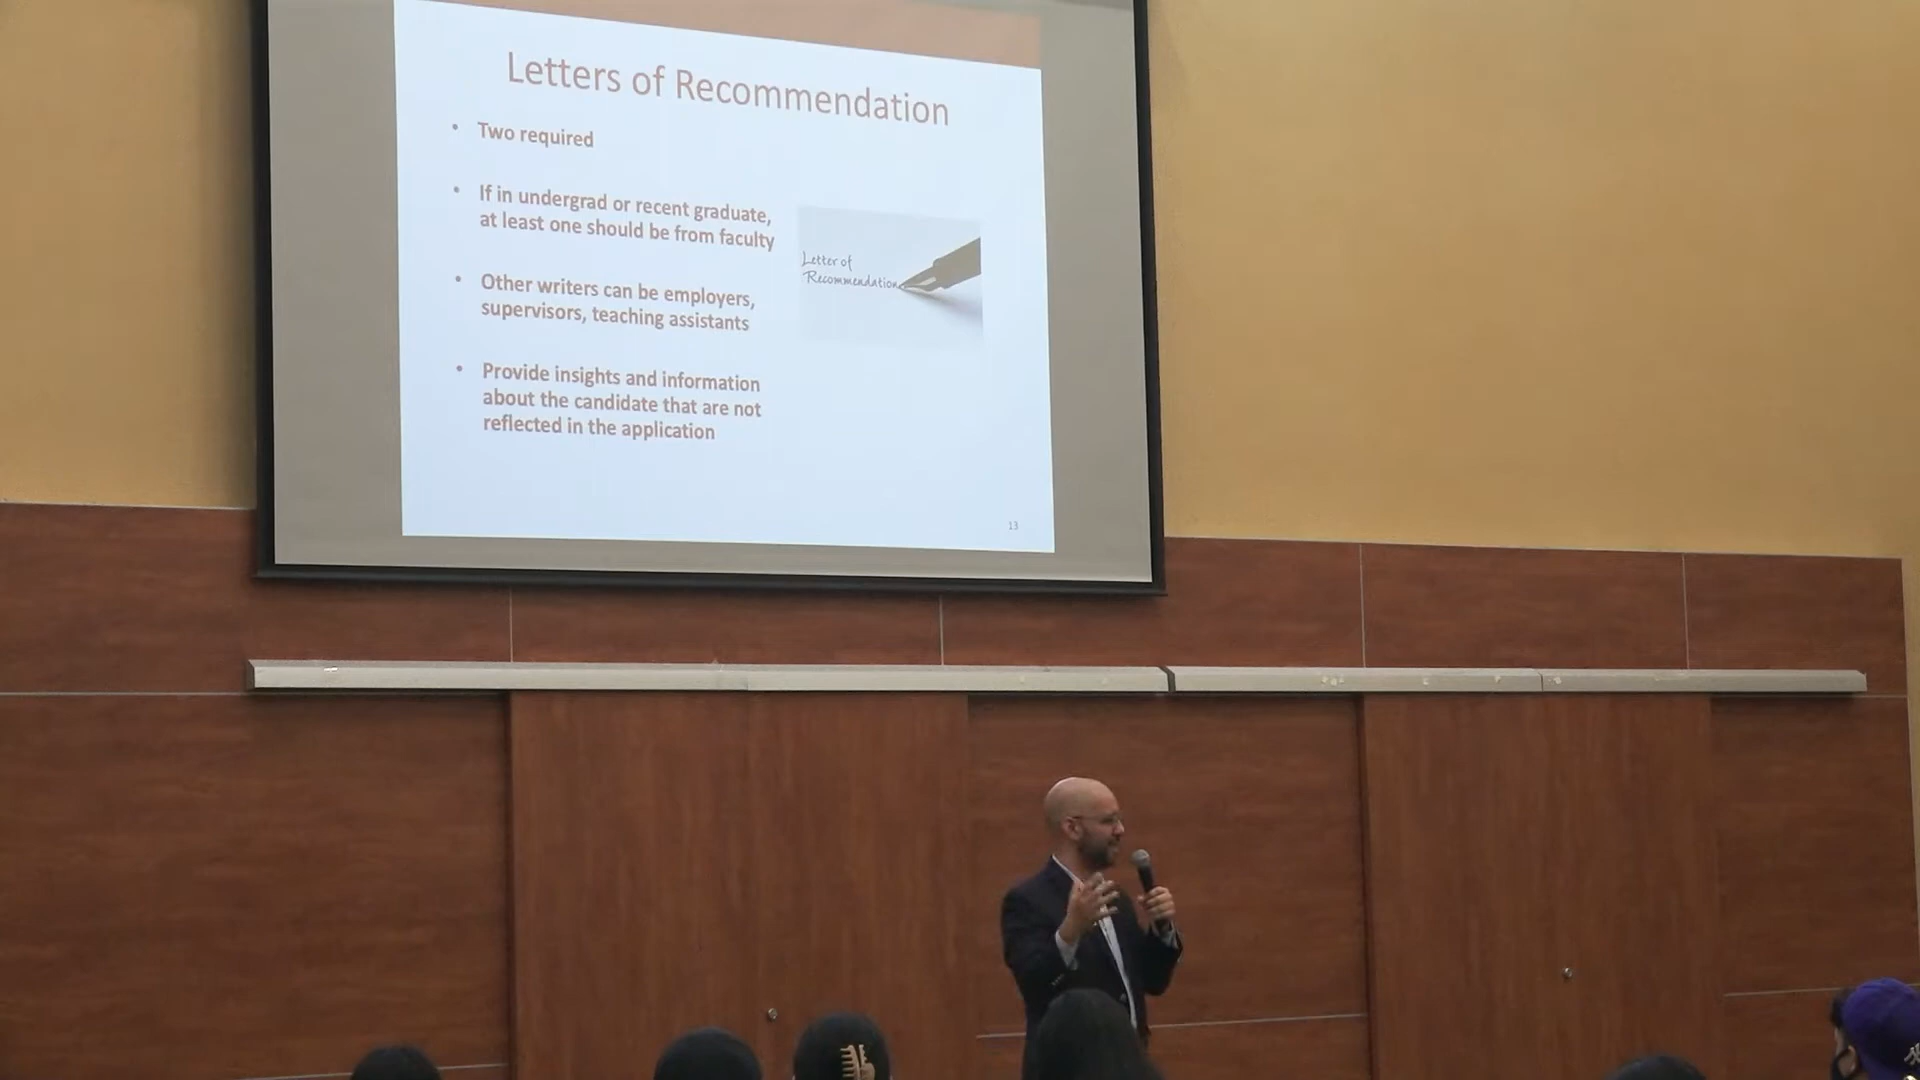 Letters of Recommendation
• Two required
• If in undergrad or recent graduate,
at least one should be from faculty
• Other writers can be employers,
supervisors, teaching assistants
• Provide insights and information
about the candidate that are not
reflected in the application
Letter of
Recommendation
13